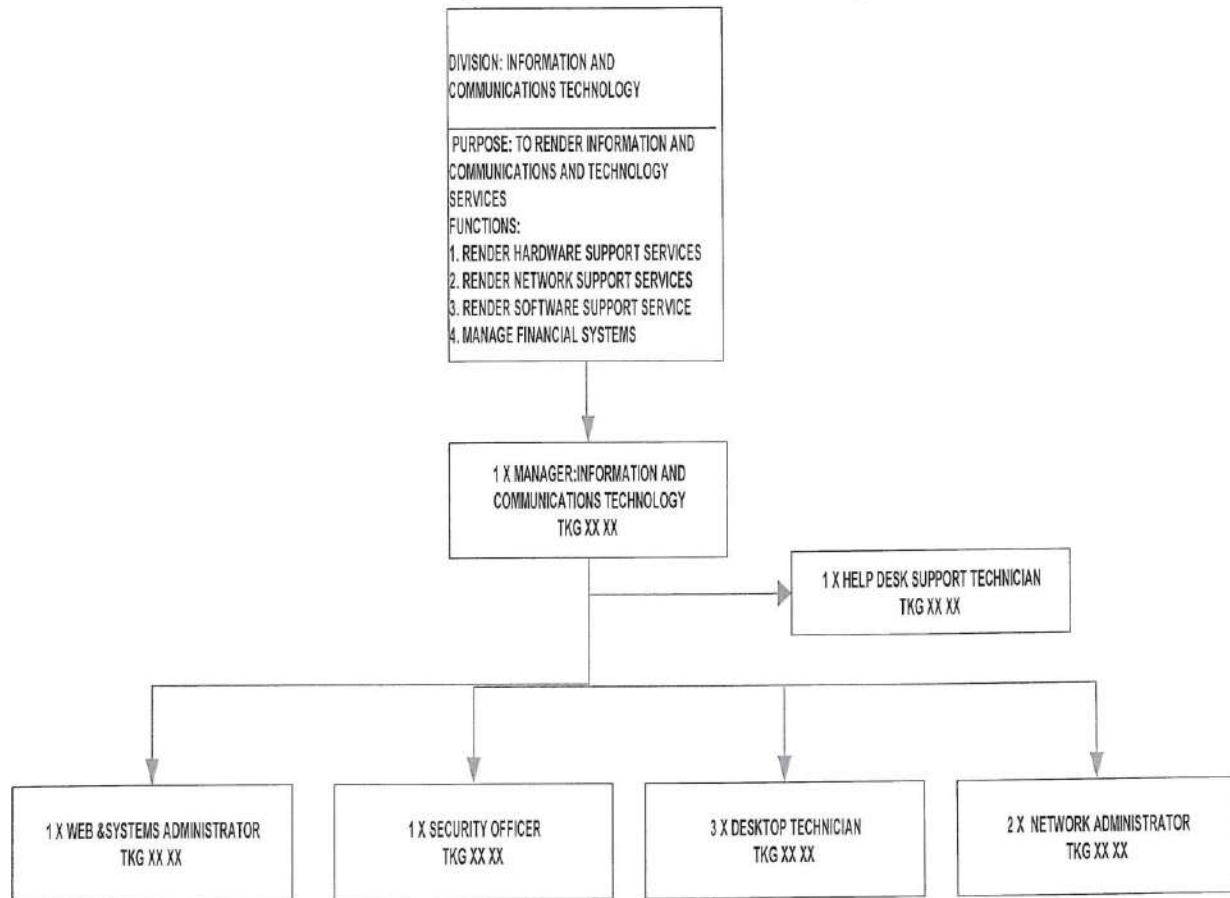 DIVISION: INFORMATION AND
COMMUNICATIONS TECHNOLOGY
PURPOSE: TO RENDER INFORMATION AND
COMMUNICATIONS AND TECHNOLOGY
SERVICES
FUNCTIONS:
1. RENDER HARDWARE SUPPORT SERVICES
2. RENDER NETWORK SUPPORT SERVICES
3. RENDER SOFTWARE SUPPORT SERVICE
4. MANAGE FINANCIAL SYSTEMS
1 X MANAGER:INFORMATION AND
COMMUNICATIONS TECHNOLOGY
TKG XX XX
1 X HELP DESK SUPPORT TECHNICIAN
TKG XX XX
1 X WEB &SYSTEMS ADMINISTRATOR
TKG XX XX
1 X SECURITY OFFICER
TKG XX XX
3 X DESKTOP TECHNICIAN
TKG XX XX
2 X NETWORK ADMINISTRATOR
TKG XX XX